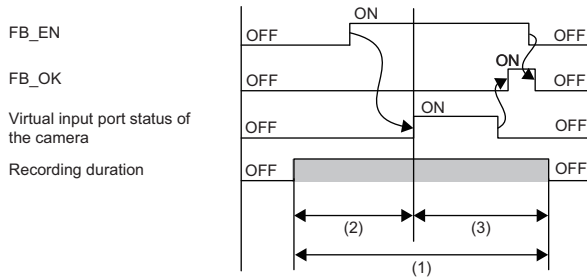 ON
FB_EN
OFF
OFF
FB_OK
OFF
ON
OFF
Virtual input port status of
the camera
OFF
ON
OFF
Recording duration
OFF
OFF
(2)
(3)
(1)